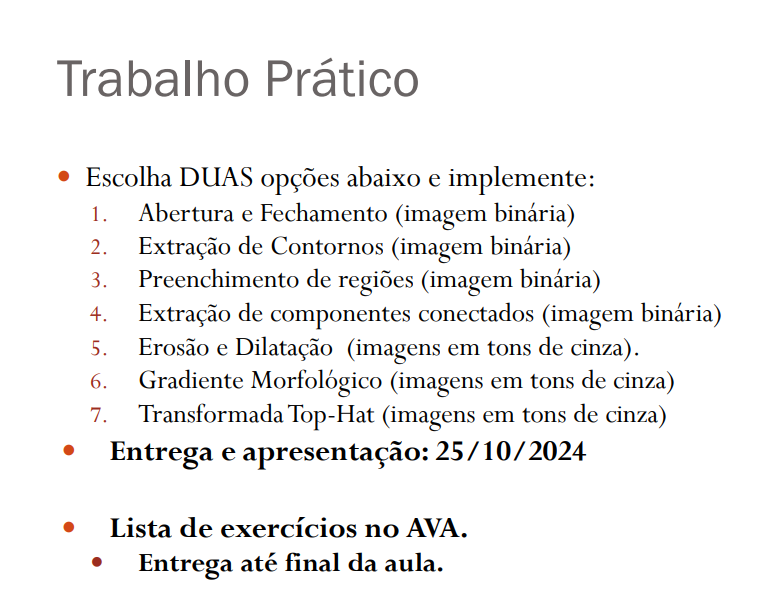 Trabalho Prático
• Escolha DUAS opções abaixo e implemente:
1. Abertura e Fechamento (imagem binária)
2. Extração de Contornos (imagem binária)
3. Preenchimento de regiões (imagem binária)
4. Extração de componentes conectados (imagem binária)
5. Erosão e Dilatação (imagens em tons de cinza).
6. Gradiente Morfológico (imagens em tons de cinza)
7. Transformada Top-Hat (imagens em tons de cinza)
• Entrega e apresentação: 25/10/2024
• Lista de exercícios no AVA.
• Entrega até final da aula.